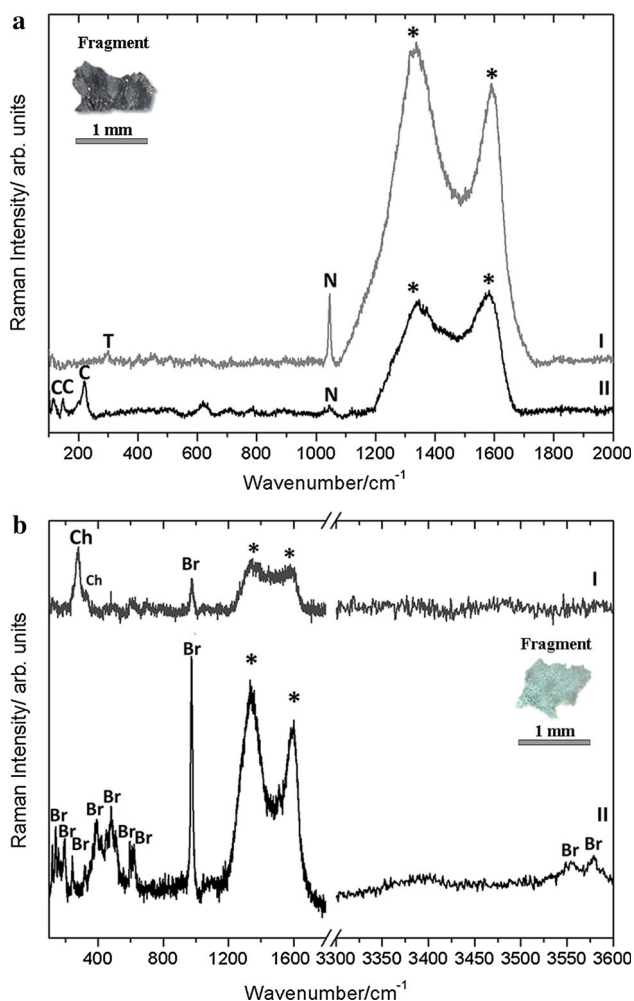 a
Fragment
1 mm
*
*
N
T
I
*
*
CC
C
N
II
200 400 600 800 1000 1200 1400 1600 1800 2000
Wavenumber/cm-1
Raman Intensity/ arb. units
b
Ch
Ch
Br
*
*
I
Fragment
1 mm
Br
*
*
Br
Br
Br
Br
Br
Br
Br
II
Br
Br
400 800 1200 1600 3300 3350 3400 3450 3500 3550 3600
Wavenumber/cm-1
Raman Intensity/ arb. units